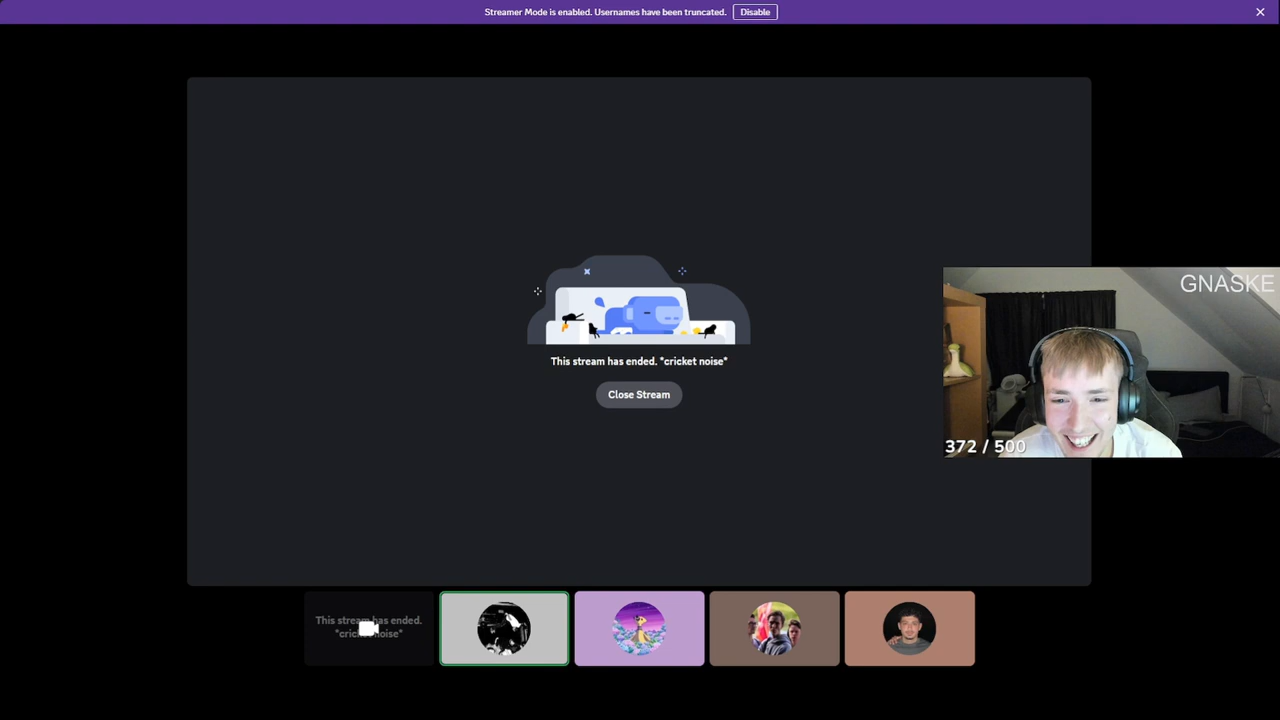 Streamer Mode is enabled. Usernames have been truncated. Disable
GNASKE
This stream has ended. *cricket noise*
Close Stream
372 / 500
This stream has ended.
"cricket noise"